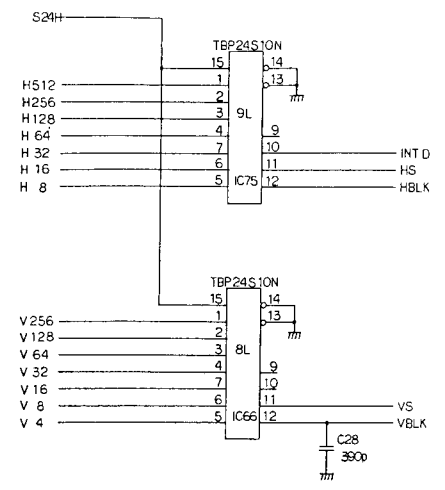 S24H
TBP24S10N
15 14
H512 1 13
H256 2
H128 3 9L
H 64 4 9
H 32 7 10 INT D
H 16 6 11 HS
H 8 5 IC75 12 HBLK
TBP24S10N
15 14
V256 1 13
V128 2
V 64 3 8L
V 32 4 9
V 16 7 10
V 8 6 11 VS
V 4 5 IC66 12 VBLK
C28
390p